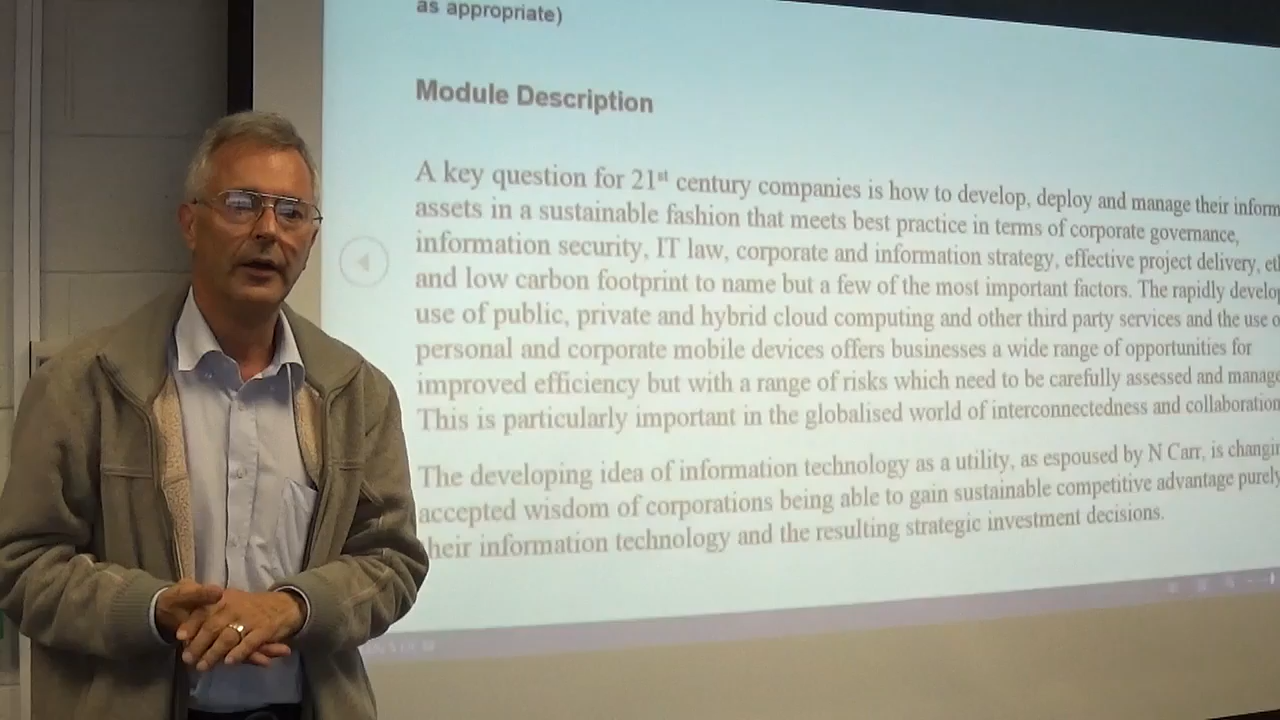 as appropriate)
Module Description
A key question for 21st century companies is how to develop, deploy and manage their inform
assets in a sustainable fashion that meets best practice in terms of corporate governance,
information security, IT law, corporate and information strategy, effective project delivery, eth
and low carbon footprint to name but a few of the most important factors. The rapidly develop
use of public, private and hybrid cloud computing and other third party services and the use o
personal and corporate mobile devices offers businesses a wide range of opportunities for
improved efficiency but with a range of risks which need to be carefully assessed and manage
This is particularly important in the globalised world of interconnectedness and collaboration
The developing idea of information technology as a utility, as espoused by N Carr, is changin
accepted wisdom of corporations being able to gain sustainable competitive advantage purely
heir information technology and the resulting strategic investment decisions.